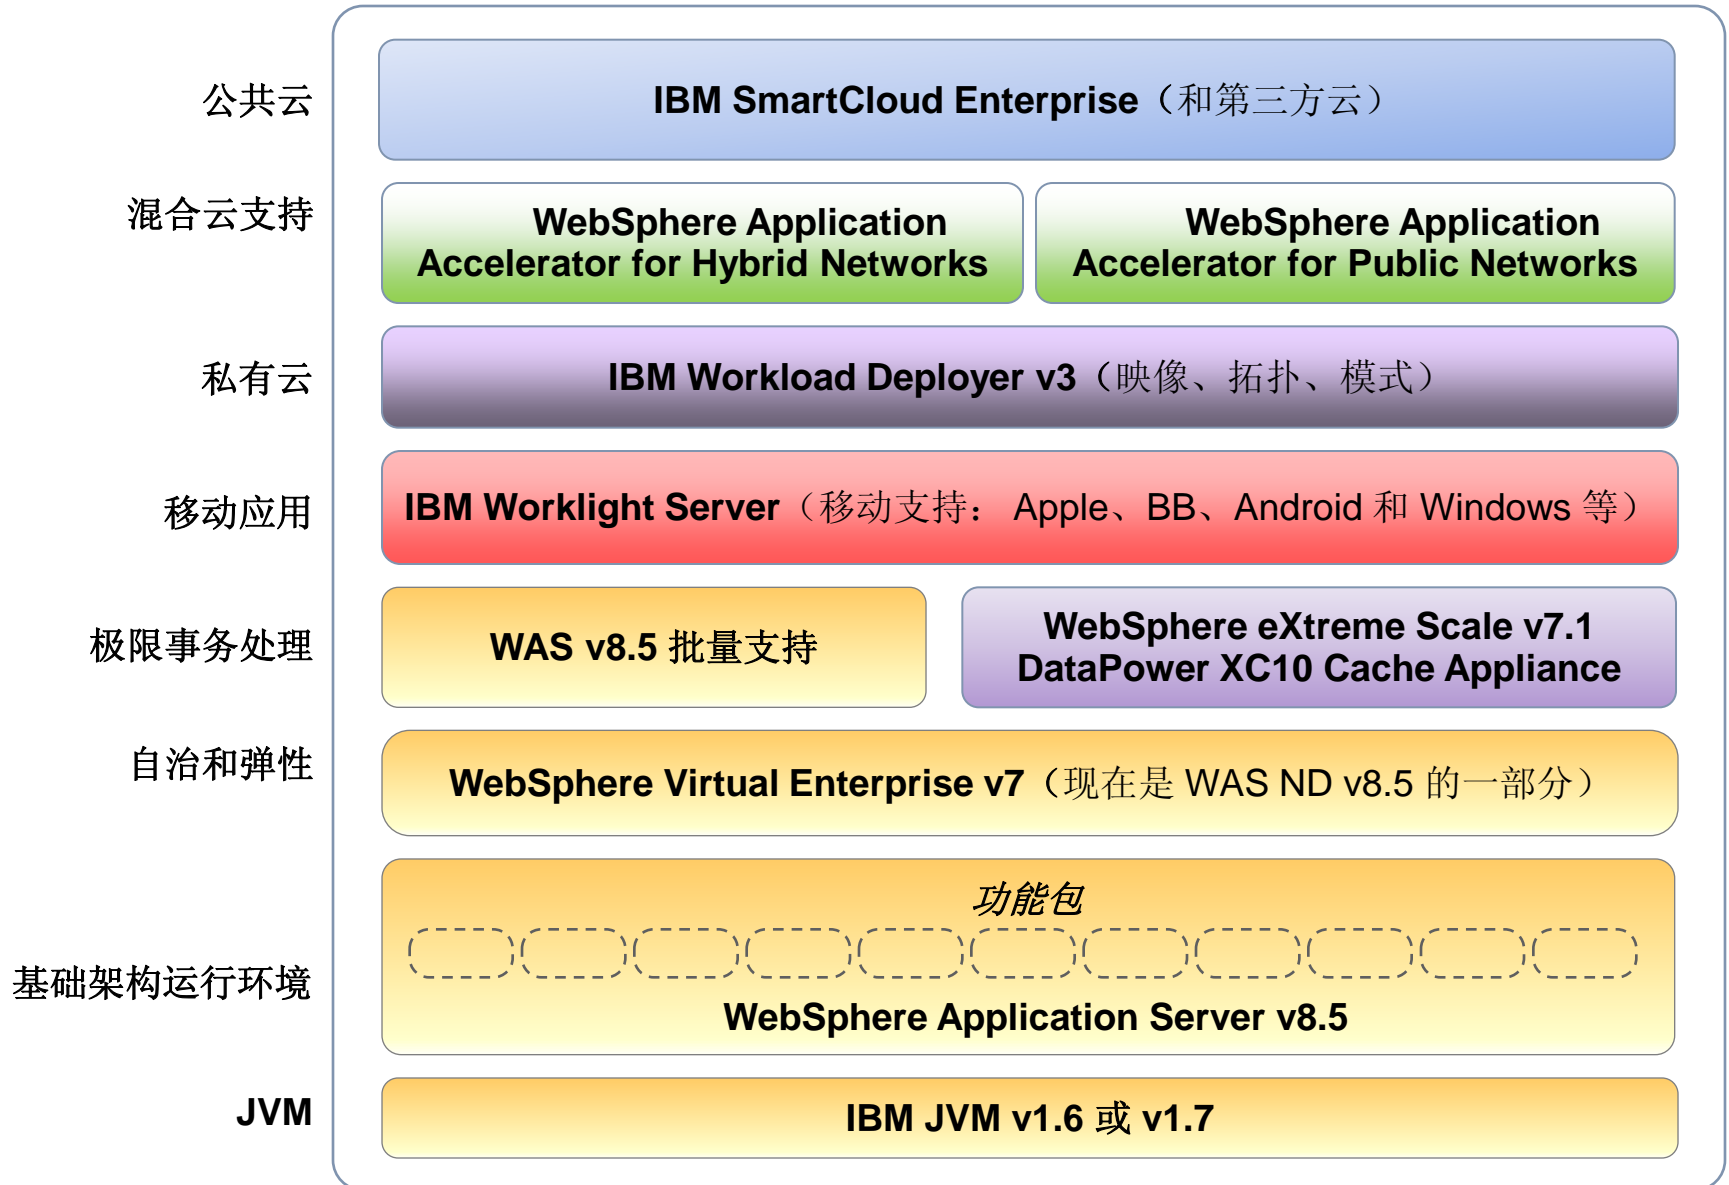 公共云
IBM SmartCloud Enterprise（和第三方云）
混合云支持
WebSphere Application
Accelerator for Hybrid Networks
WebSphere Application
Accelerator for Public Networks
私有云
IBM Workload Deployer v3（映像、拓扑、模式）
移动应用
IBM Worklight Server（移动支持： Apple、BB、Android 和 Windows 等）
极限事务处理
WAS v8.5 批量支持
WebSphere eXtreme Scale v7.1
DataPower XC10 Cache Appliance
自治和弹性
WebSphere Virtual Enterprise v7（现在是 WAS ND v8.5 的一部分）
功能包
基础架构运行环境
WebSphere Application Server v8.5
JVM
IBM JVM v1.6 或 v1.7